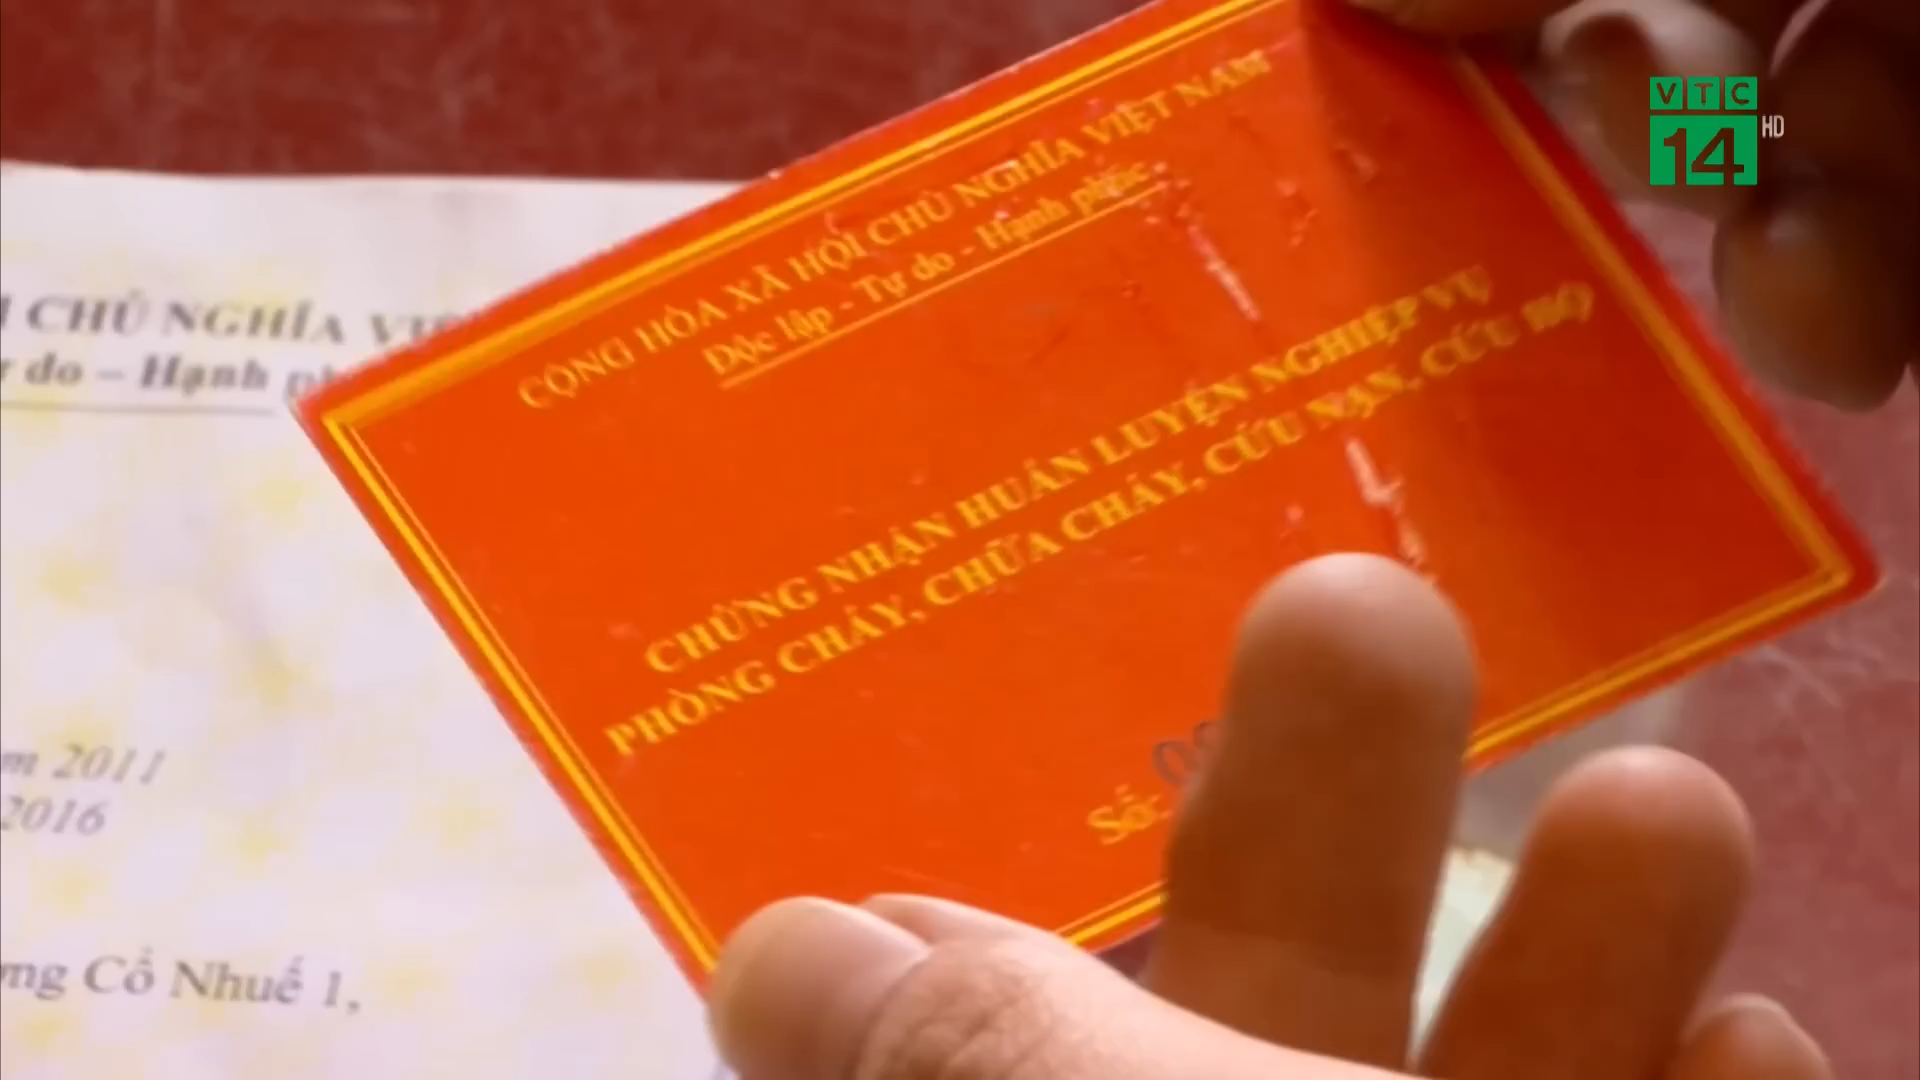 VTC
14 HD
CỘNG HÒA XÃ HỘI CHỦ NGHĨA VIỆT NAM
Độc lập - Tự do - Hạnh phúc
CHỨNG NHẬN HUẤN LUYỆN NGHIỆP VỤ
PHÒNG CHÁY, CHỮA CHÁY, CỨU NẠN, CỨU HỘ
Số:
CHỦ NGHĨA
do – Hạnh
2011
2016
Cổ Nhuế 1,